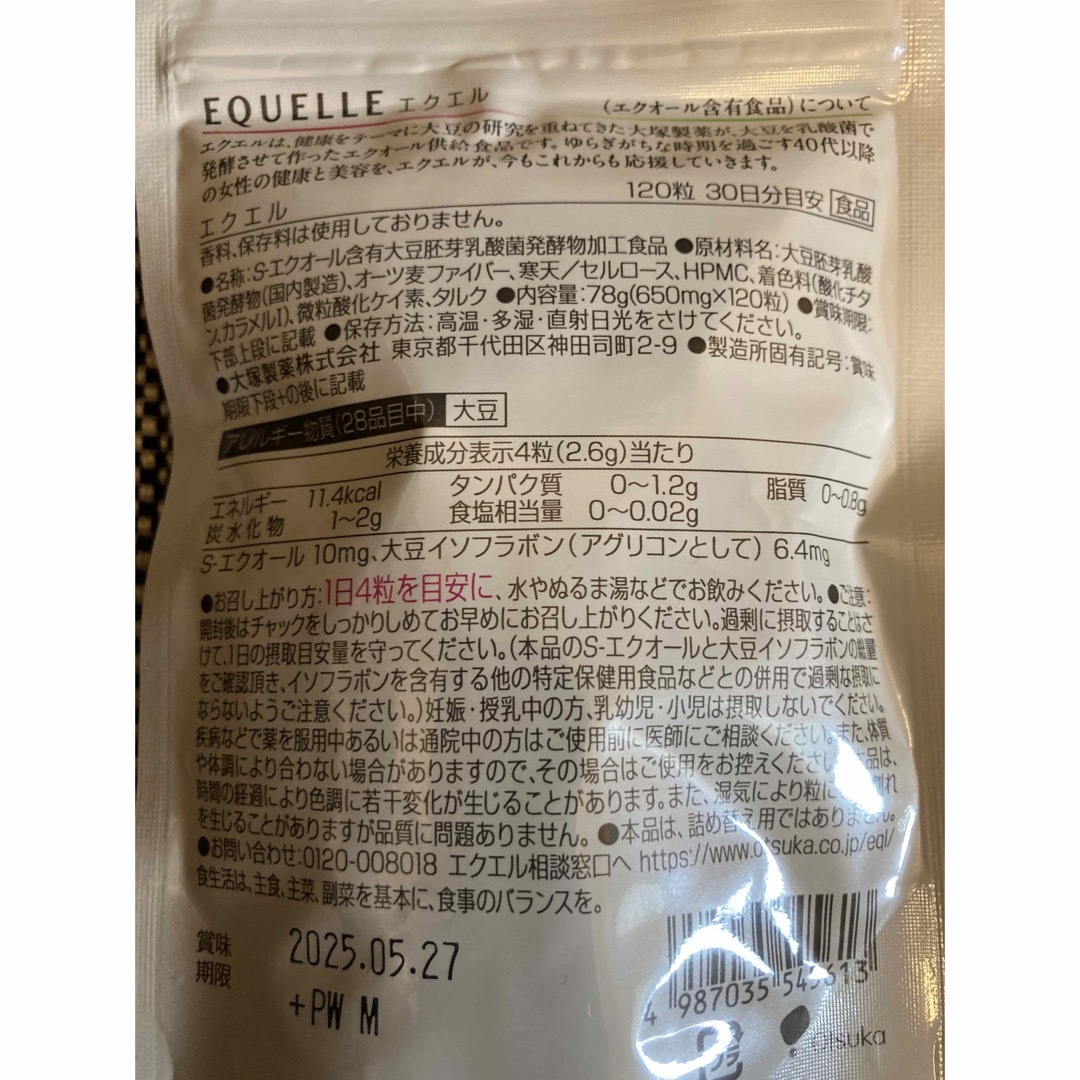 EQUELLE エクエル (エクオール含有食品)について
エクエルは、健康をテーマに大豆の研究を重ねてきた大塚製薬が、大豆を乳酸菌で
発酵させて作ったエクオール供給食品です。ゆらぎがちな時期を過ごす40代以降
の女性の健康と美容を、エクエルが、今もこれからも応援していきます。
エクエル 120粒 30日分目安 食品
香料、保存料は使用しておりません。
●名称:S-エクオール含有大豆胚芽乳酸菌発酵物加工食品 ●原材料名:大豆胚芽乳酸
菌発酵物(国内製造)、オーツ麦ファイバー、寒天/セルロース、HPMC、着色料(酸化チタ
ン、カラメルI)、微粒酸化ケイ素、タルク ●内容量:78g(650mg×120粒) ●賞味期限:
下部上段に記載 ●保存方法:高温・多湿・直射日光をさけてください。
●大塚製薬株式会社 東京都千代田区神田司町2-9 ●製造所固有記号:賞味
期限下段+の後に記載
アレルギー物質(28品目中) 大豆
栄養成分表示4粒(2.6g)当たり
エネルギー 11.4kcal タンパク質 0~1.2g 脂質 0~0.8g
炭水化物 1~2g 食塩相当量 0~0.02g
S-エクオール 10mg、大豆イソフラボン(アグリコンとして) 6.4mg
●お召し上がり方:1日4粒を目安に、水やぬるま湯などでお飲みください。●ご注意:
開封後はチャックをしっかりしめてお早めにお召し上がりください。過剰に摂取することはさ
けて、1日の摂取目安量を守ってください。(本品のS-エクオールと大豆イソフラボンの総量
をご確認頂き、イソフラボンを含有する他の特定保健用食品などとの併用で過剰な摂取に
ならないようご注意ください。)妊娠・授乳中の方、乳幼児・小児は摂取しないでください。
疾病などで薬を服用中あるいは通院中の方はご使用前に医師にご相談ください。また、体質
や体調により合わない場合がありますので、その場合はご使用をお控えください 品は、
時間の経過により色調に若干変化が生じることがあります。また、湿気により粒に 割れ
を生じることがありますが品質に問題ありません。 ●本品は、詰め替え用ではありません。
●お問い合わせ:0120-008018 エクエル相談窓口へ https://www.otsuka.co.jp/eql/
食生活は、主食、主菜、副菜を基本に、食事のバランスを。
賞味
期限
2025.05.27
+PW M
4 987035 545613
プラ
otsuka